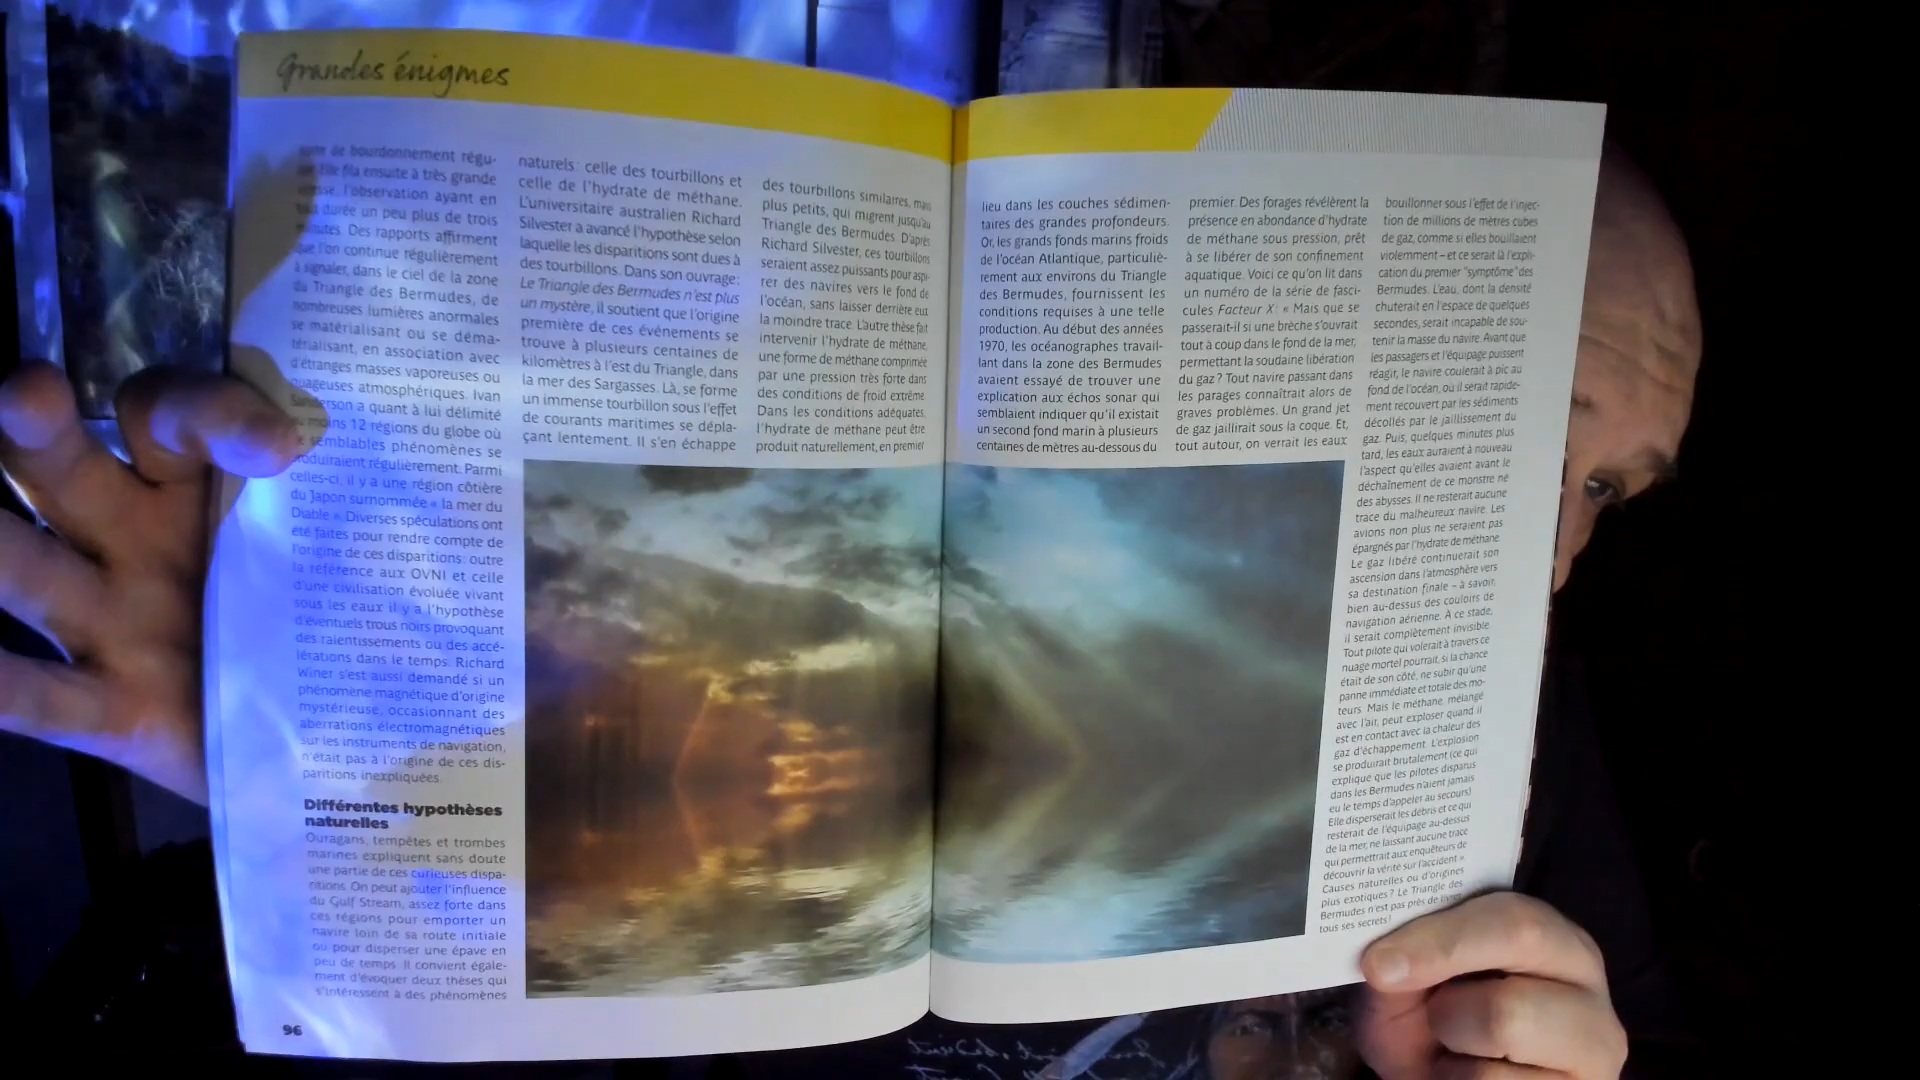 Grandes énigmes
de bourdonnement régu-
fila ensuite à très grande
l'observation ayant en
durée un peu plus de trois
minutes. Des rapports affirment
que l'on continue régulièrement
à signaler, dans le ciel de la zone
du Triangle des Bermudes, de
nombreuses lumières anormales
se matérialisant ou se déma-
térialisant, en association avec
d'étranges masses vaporeuses ou
nuageuses atmosphériques. Ivan
Sanderson a quant à lui délimité
au moins 12 régions du globe où
de semblables phénomènes se
produiraient régulièrement. Parmi
celles-ci, il y a une région côtière
du Japon surnommée « la mer du
Diable ». Diverses spéculations ont
été faites pour rendre compte de
l'origine de ces disparitions : outre
la référence aux OVNI et celle
d'une civilisation évoluée vivant
sous les eaux il y a l'hypothèse
d'éventuels trous noirs provoquant
des ralentissements ou des accé-
lérations dans le temps. Richard
Winer s'est aussi demandé si un
phénomène magnétique d'origine
mystérieuse, occasionnant des
aberrations électromagnétiques
sur les instruments de navigation,
n'était pas à l'origine de ces dis-
paritions inexpliquées.
Différentes hypothèses
naturelles
Ouragans, tempêtes et trombes
marines expliquent sans doute
une partie de ces curieuses dispa-
ritions. On peut ajouter l'influence
du Gulf Stream, assez forte dans
ces régions pour emporter un
navire loin de sa route initiale
ou pour disperser une épave en
peu de temps. Il convient égale-
ment d'évoquer deux thèses qui
s'intéressent à des phénomènes
naturels : celle des tourbillons et
celle de l'hydrate de méthane.
L'universitaire australien Richard
Silvester a avancé l'hypothèse selon
laquelle les disparitions sont dues à
des tourbillons. Dans son ouvrage :
Le Triangle des Bermudes n'est plus
un mystère, il soutient que l'origine
première de ces événements se
trouve à plusieurs centaines de
kilomètres à l'est du Triangle, dans
la mer des Sargasses. Là, se forme
un immense tourbillon sous l'effet
de courants maritimes se dépla-
çant lentement. Il s'en échappe
des tourbillons similaires, mais
plus petits, qui migrent jusqu'au
Triangle des Bermudes. D'après
Richard Silvester, ces tourbillons
seraient assez puissants pour aspi-
rer des navires vers le fond de
l'océan, sans laisser derrière eux
la moindre trace. L'autre thèse fait
intervenir l'hydrate de méthane,
une forme de méthane comprimée
par une pression très forte dans
des conditions de froid extrême.
Dans les conditions adéquates,
l'hydrate de méthane peut être
produit naturellement, en premier
lieu dans les couches sédimen-
taires des grandes profondeurs.
Or, les grands fonds marins froids
de l'océan Atlantique, particuliè-
rement aux environs du Triangle
des Bermudes, fournissent les
conditions requises à une telle
production. Au début des années
1970, les océanographes travail-
lant dans la zone des Bermudes
avaient essayé de trouver une
explication aux échos sonar qui
semblaient indiquer qu'il existait
un second fond marin à plusieurs
centaines de mètres au-dessous du
premier. Des forages révélèrent la
présence en abondance d'hydrate
de méthane sous pression, prêt
à se libérer de son confinement
aquatique. Voici ce qu'on lit dans
un numéro de la série de fasci-
cules Facteur X : « Mais que se
passerait-il si une brèche s'ouvrait
tout à coup dans le fond de la mer,
permettant la soudaine libération
du gaz ? Tout navire passant dans
les parages connaîtrait alors de
graves problèmes. Un grand jet
de gaz jaillirait sous la coque. Et,
tout autour, on verrait les eaux
bouillonner sous l'effet de l'injec-
tion de millions de mètres cubes
de gaz, comme si elles bouillaient
violemment – et ce serait là l'expli-
cation du premier "symptôme" des
Bermudes. L'eau, dont la densité
chuterait en l'espace de quelques
secondes, serait incapable de sou-
tenir la masse du navire. Avant que
les passagers et l'équipage puissent
réagir, le navire coulerait à pic au
fond de l'océan, où il serait rapide-
ment recouvert par les sédiments
décollés par le jaillissement du
gaz. Puis, quelques minutes plus
tard, les eaux auraient à nouveau
l'aspect qu'elles avaient avant le
déchaînement de ce monstre né
des abysses. Il ne resterait aucune
trace du malheureux navire. Les
avions non plus ne seraient pas
épargnés par l'hydrate de méthane.
Le gaz libéré continuerait son
ascension dans l'atmosphère vers
sa destination finale – à savoir,
bien au-dessus des couloirs de
navigation aérienne. À ce stade,
il serait complètement invisible.
Tout pilote qui volerait à travers ce
nuage mortel pourrait, si la chance
était de son côté, ne subir qu'une
panne immédiate et totale des mo-
teurs. Mais le méthane, mélangé
avec l'air, peut exploser quand il
est en contact avec la chaleur des
gaz d'échappement. L'explosion
se produirait brutalement (ce qui
explique que les pilotes disparus
dans les Bermudes n'aient jamais
eu le temps d'appeler au secours)
Elle disperserait les débris et ce qui
resterait de l'équipage au-dessus
de la mer, ne laissant aucune trace
qui permettrait aux enquêteurs de
découvrir la vérité sur l'accident ».
Causes naturelles ou d'origines
plus exotiques ? Le Triangle des
Bermudes n'est pas près de livrer
tous ses secrets !
96